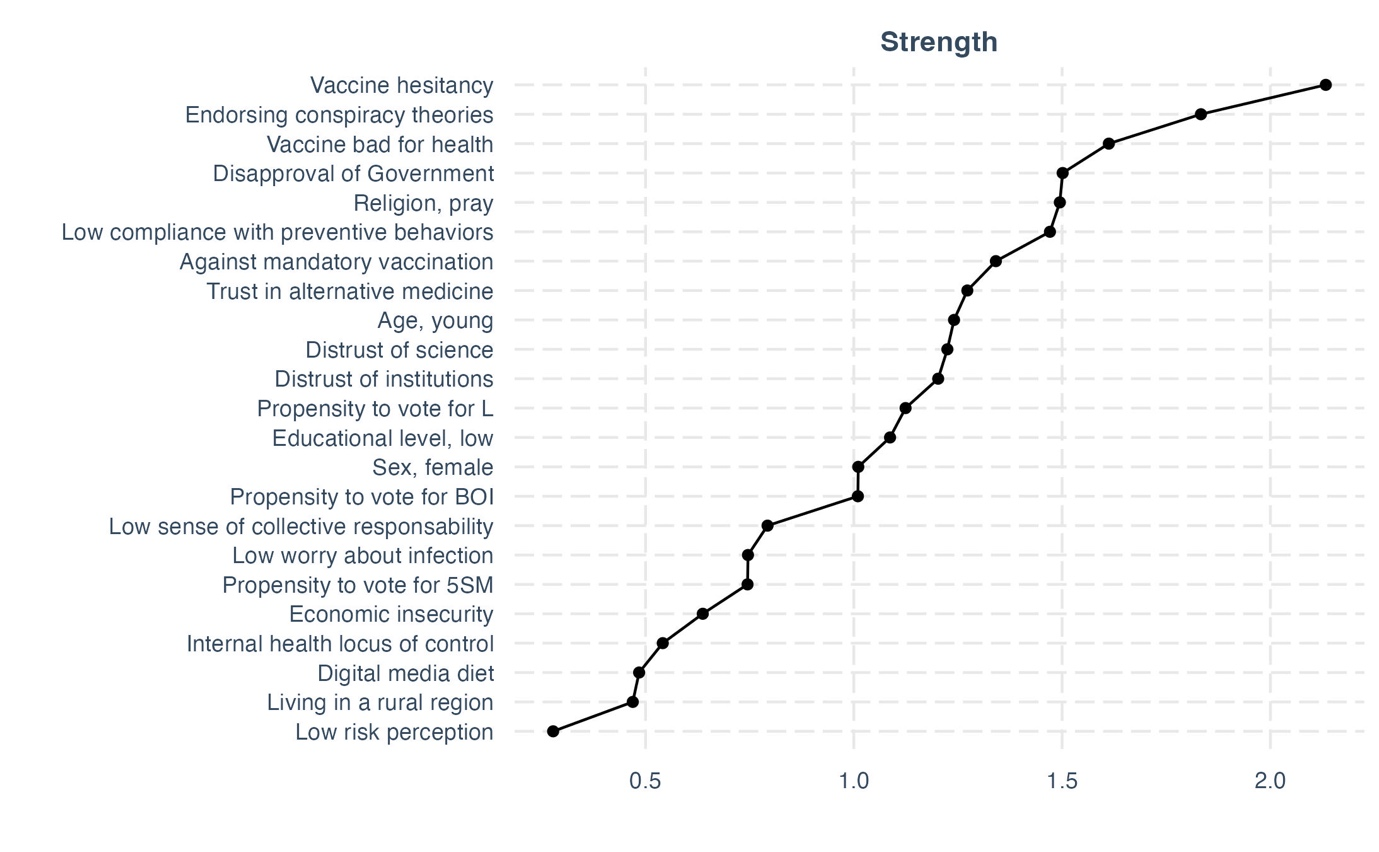 Strength
Vaccine hesitancy
Endorsing conspiracy theories
Vaccine bad for health
Disapproval of Government
Religion, pray
Low compliance with preventive behaviors
Against mandatory vaccination
Trust in alternative medicine
Age, young
Distrust of science
Distrust of institutions
Propensity to vote for L
Educational level, low
Sex, female
Propensity to vote for BOI
Low sense of collective responsability
Low worry about infection
Propensity to vote for 5SM
Economic insecurity
Internal health locus of control
Digital media diet
Living in a rural region
Low risk perception
0.5 1.0 1.5 2.0